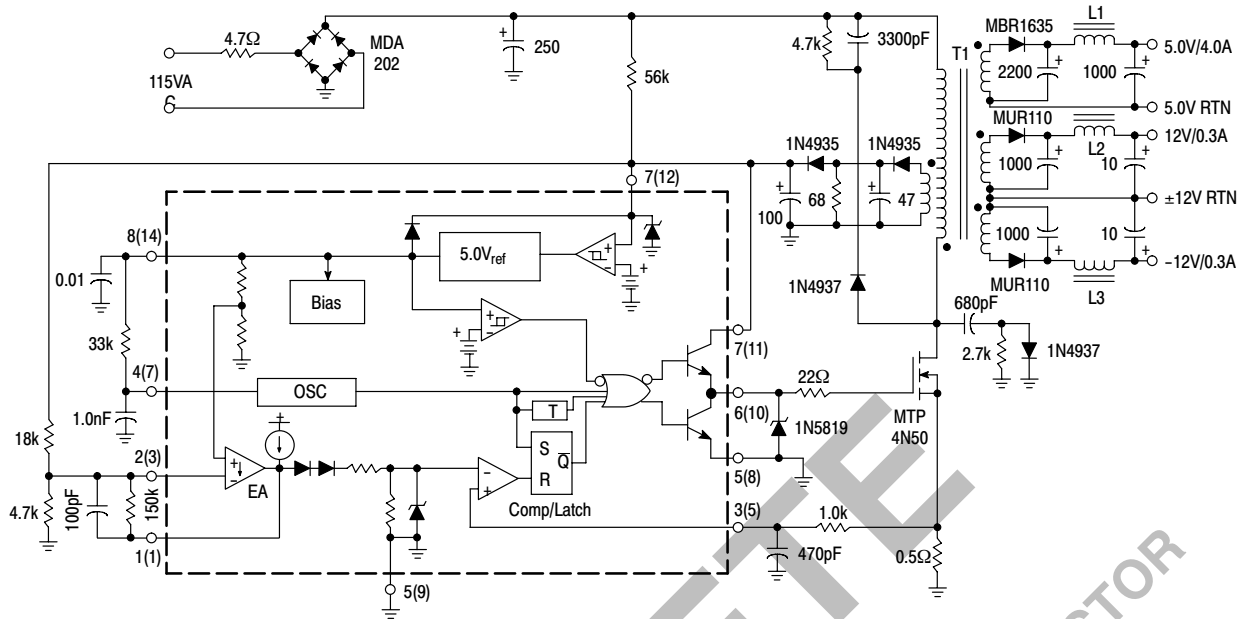 4.7Ω
MDA
202
115VA
C
+
250
56k
4.7k
3300pF
T1
MBR1635
L1
+
2200
1000
+
5.0V/4.0A
5.0V RTN
MUR110
L2
1000
+
10
+
12V/0.3A
±12V RTN
1000
+
10
+
MUR110
L3
–12V/0.3A
1N4935
1N4935
+
100
68
+
47
7(12)
8(14)
0.01
33k
5.0Vref
+
–
+
Bias
+
–
+
1N4937
680pF
2.7k
1N4937
7(11)
4(7)
OSC
1.0nF
T
S
R
Q
6(10)
22Ω
1N5819
MTP
4N50
5(8)
18k
2(3)
+
–
+
EA
–
+
Comp/Latch
4.7k
100pF
150k
1(1)
3(5)
1.0k
470pF
0.5Ω
5(9)